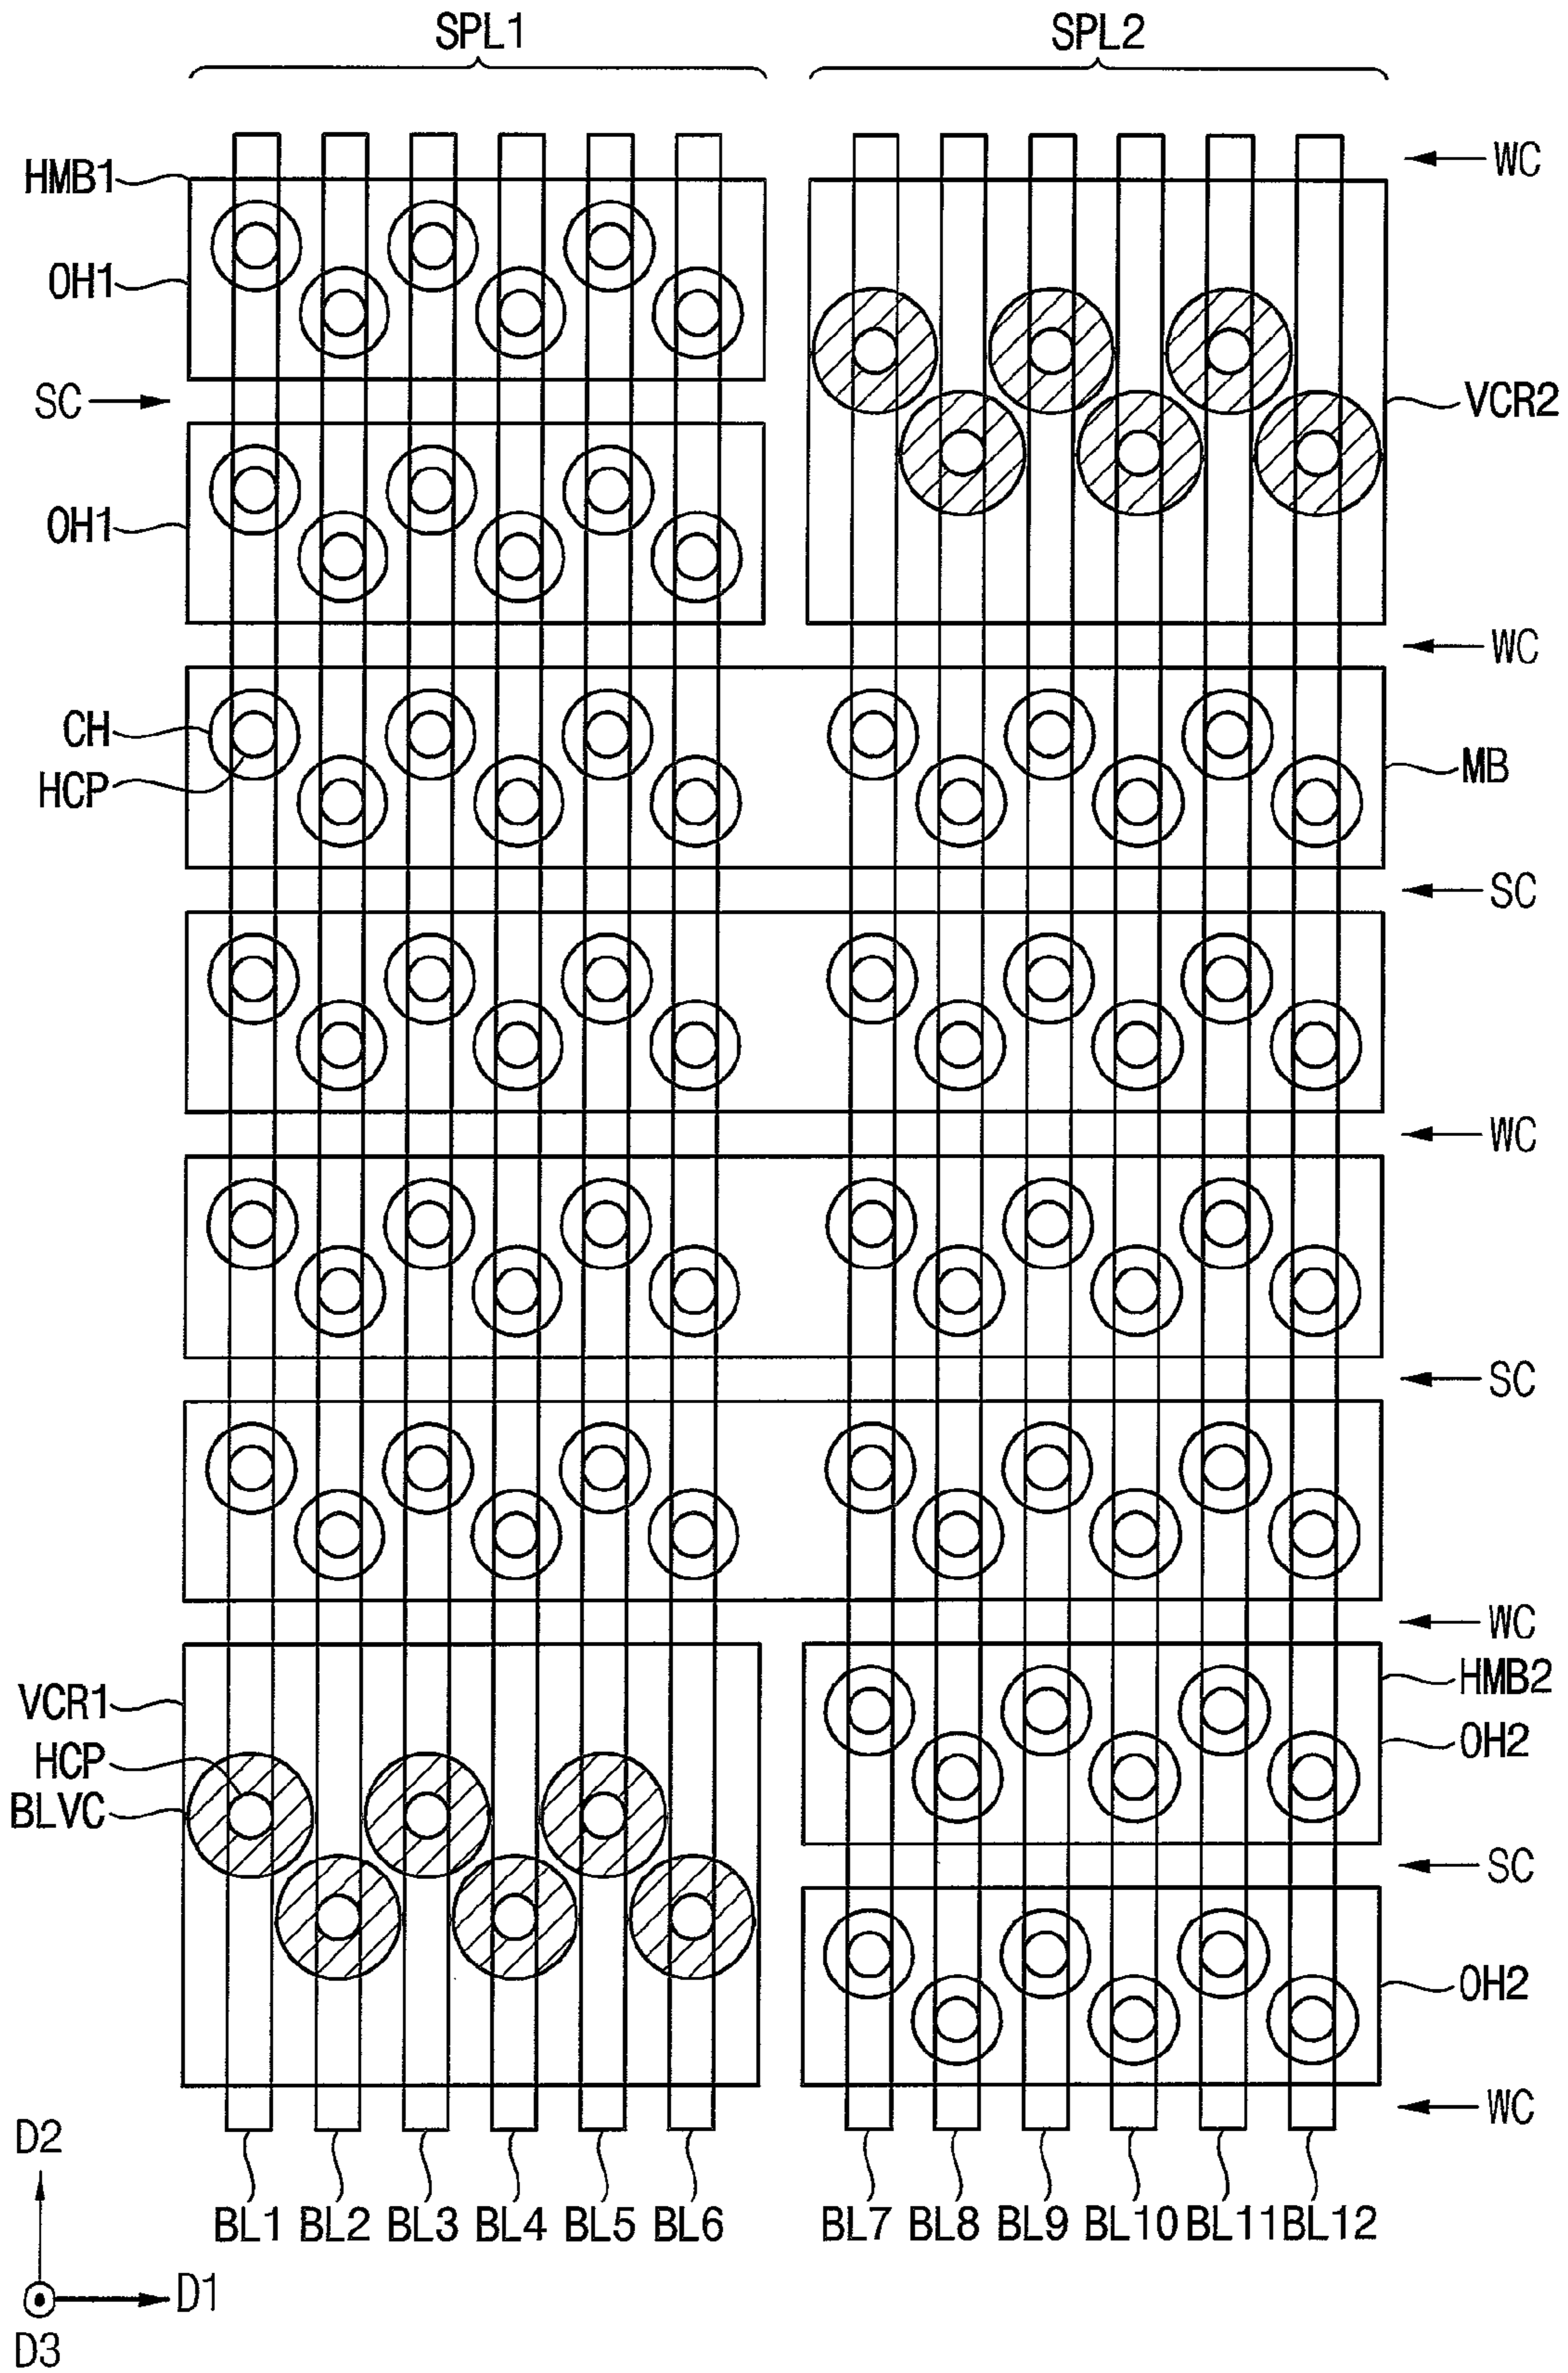 SPL1 SPL2
WC
HMB1
OH1
SC
VCR2
OH1
WC
CH
MB
HCP
SC
WC
SC
WC
HMB2
VCR1
OH2
HCP
BLVC
SC
OH2
WC
D2
BL1 BL2 BL3 BL4 BL5 BL6 BL7 BL8 BL9 BL10 BL11 BL12
D1
D3